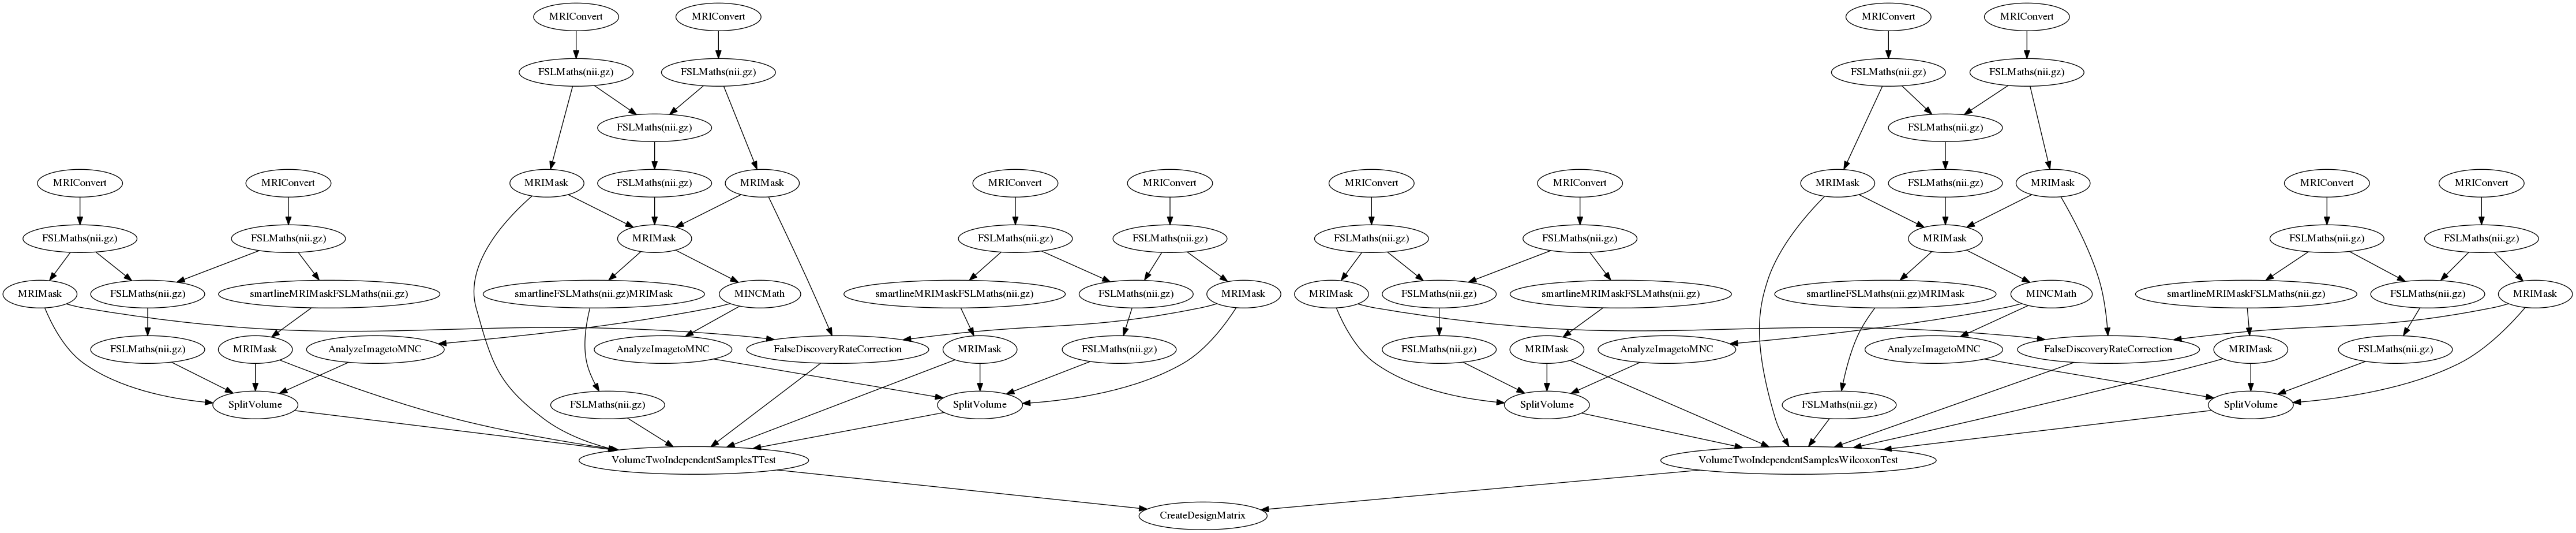 MRIConvert
MRIConvert
MRIConvert
MRIConvert
FSLMaths(nii.gz)
FSLMaths(nii.gz)
FSLMaths(nii.gz)
FSLMaths(nii.gz)
FSLMaths(nii.gz)
FSLMaths(nii.gz)
MRIConvert
MRIConvert
MRIMask
FSLMaths(nii.gz)
MRIMask
MRIConvert
MRIConvert
MRIConvert
MRIConvert
MRIMask
FSLMaths(nii.gz)
MRIMask
MRIConvert
MRIConvert
FSLMaths(nii.gz)
FSLMaths(nii.gz)
MRIMask
FSLMaths(nii.gz)
FSLMaths(nii.gz)
FSLMaths(nii.gz)
FSLMaths(nii.gz)
MRIMask
FSLMaths(nii.gz)
FSLMaths(nii.gz)
MRIMask
FSLMaths(nii.gz)
smartlineMRIMaskFSLMaths(nii.gz)
smartlineFSLMaths(nii.gz)MRIMask
MINCMath
smartlineMRIMaskFSLMaths(nii.gz)
FSLMaths(nii.gz)
MRIMask
MRIMask
FSLMaths(nii.gz)
smartlineMRIMaskFSLMaths(nii.gz)
smartlineFSLMaths(nii.gz)MRIMask
MINCMath
smartlineMRIMaskFSLMaths(nii.gz)
FSLMaths(nii.gz)
MRIMask
FSLMaths(nii.gz)
MRIMask
AnalyzeImagetoMNC
AnalyzeImagetoMNC
FalseDiscoveryRateCorrection
MRIMask
FSLMaths(nii.gz)
FSLMaths(nii.gz)
MRIMask
AnalyzeImagetoMNC
AnalyzeImagetoMNC
FalseDiscoveryRateCorrection
MRIMask
FSLMaths(nii.gz)
SplitVolume
FSLMaths(nii.gz)
SplitVolume
SplitVolume
FSLMaths(nii.gz)
SplitVolume
VolumeTwoIndependentSamplesTTest
VolumeTwoIndependentSamplesWilcoxonTest
CreateDesignMatrix